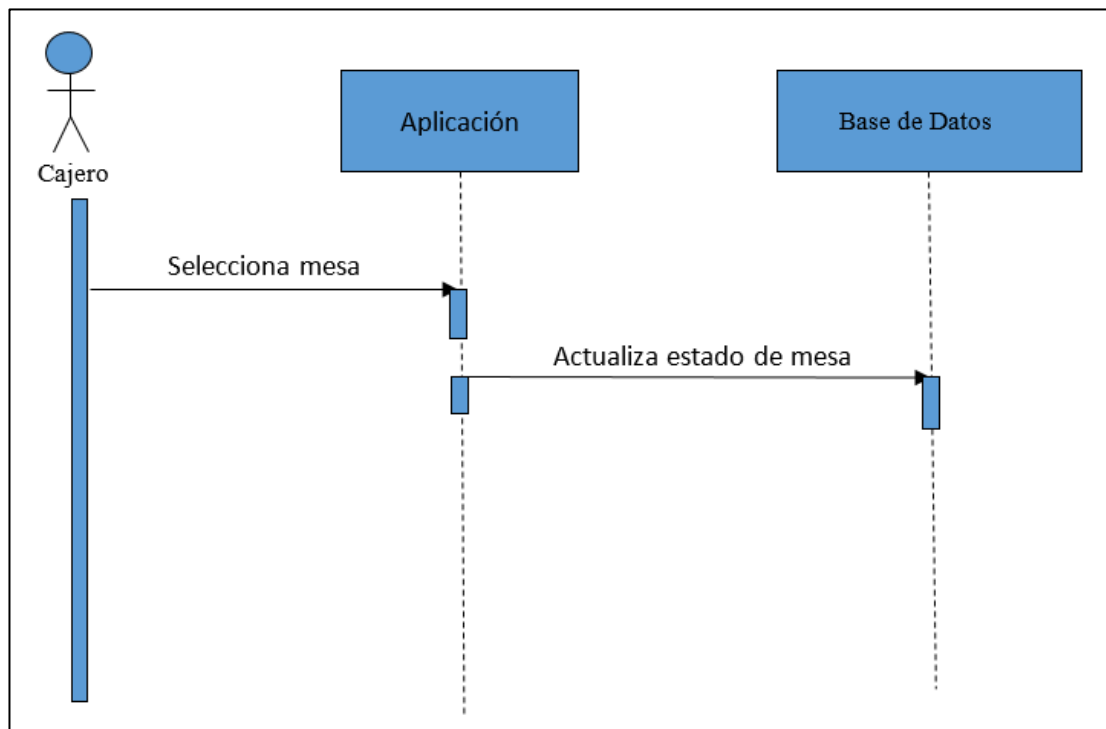 Aplicación
Base de Datos
Cajero
Selecciona mesa
Actualiza estado de mesa